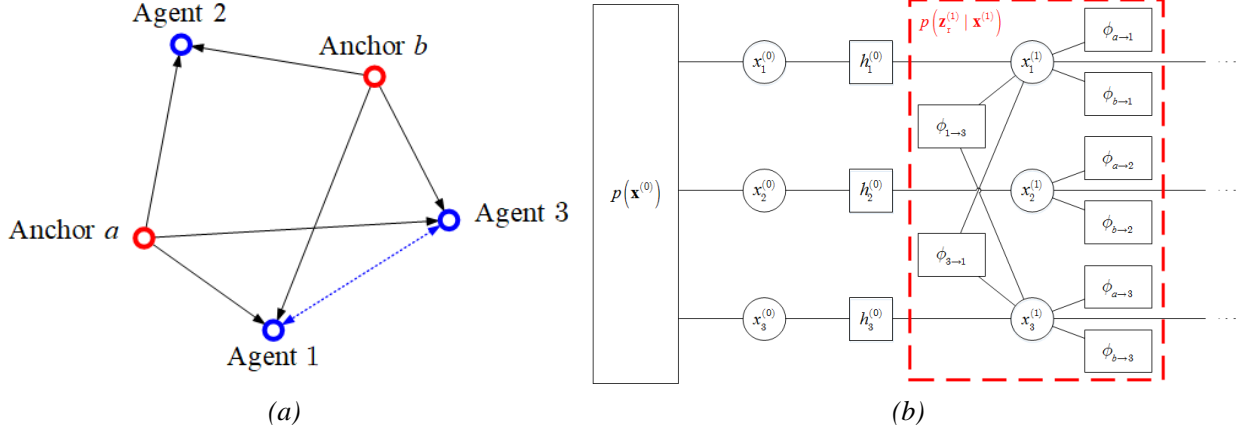 Agent 2
Anchor b
Anchor a
Agent 3
Agent 1
(a)
p(x^{(0)})
x_1^{(0)}
h_1^{(0)}
p(z_r^{(1)} | x^{(1)})
x_1^{(1)}
ϕ_{a→1}
ϕ_{b→1}
···
ϕ_{1→3}
x_2^{(0)}
h_2^{(0)}
x_2^{(1)}
ϕ_{a→2}
ϕ_{b→2}
···
ϕ_{3→1}
x_3^{(0)}
h_3^{(0)}
x_3^{(1)}
ϕ_{a→3}
ϕ_{b→3}
···
(b)